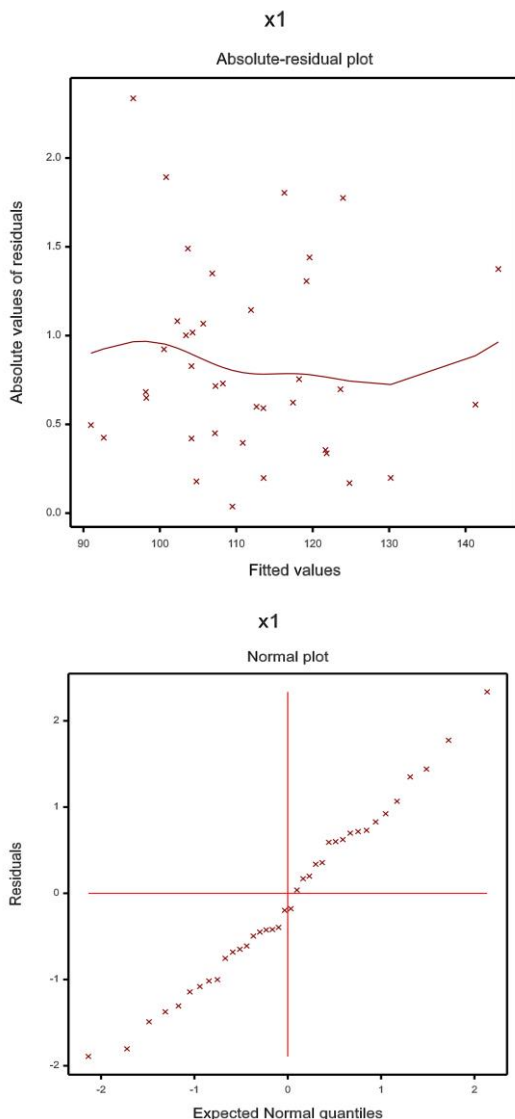 x1
Absolute-residual plot
Absolute values of residuals
2.0
1.5
1.0
0.5
0.0
90 100 110 120 130 140
Fitted values
x1
Normal plot
Residuals
2
1
0
-1
-2
-2 -1 0 1 2
Expected Normal quantiles